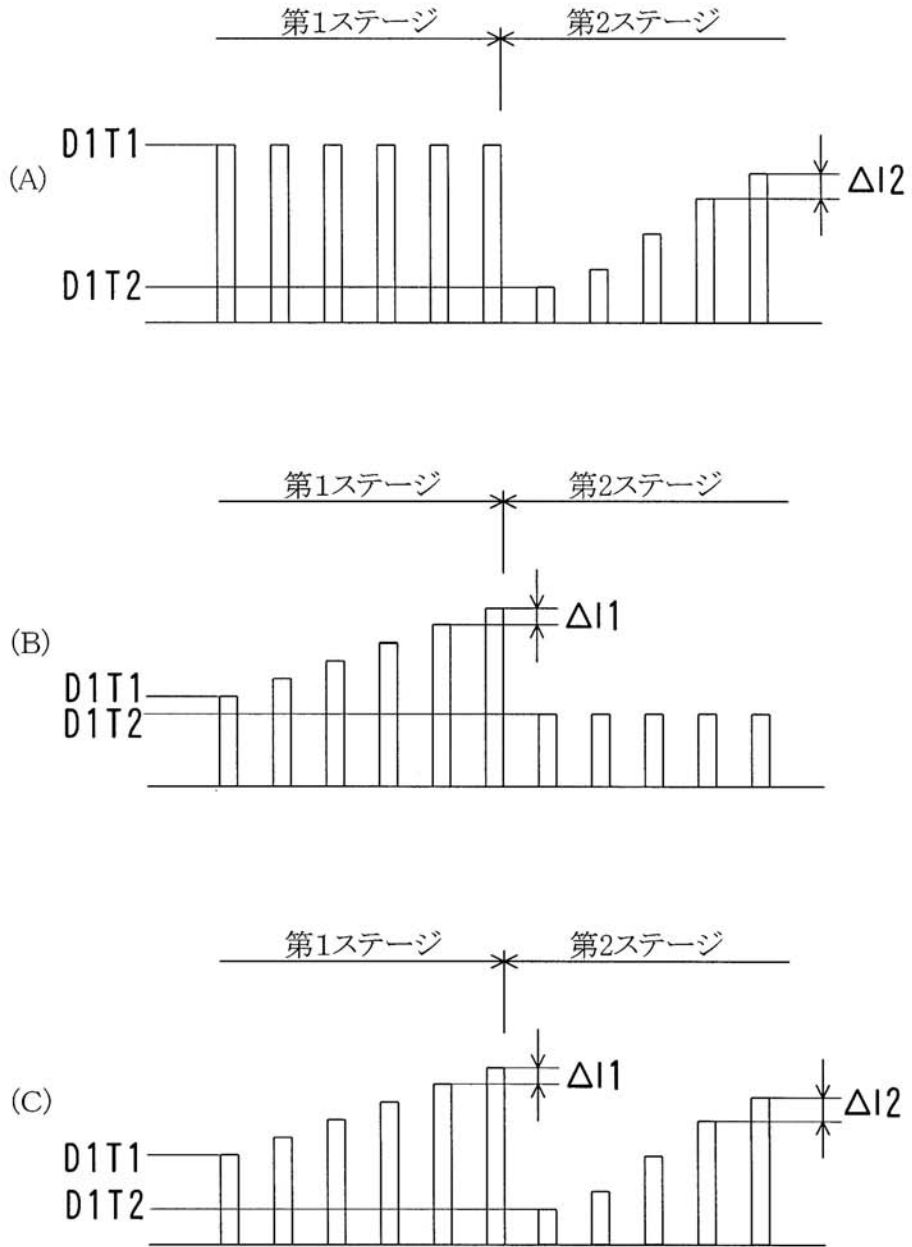 第1ステージ 第2ステージ
D1T1
(A)
ΔI2
D1T2
第1ステージ 第2ステージ
ΔI1
(B)
D1T1
D1T2
第1ステージ 第2ステージ
ΔI1
ΔI2
(C)
D1T1
D1T2